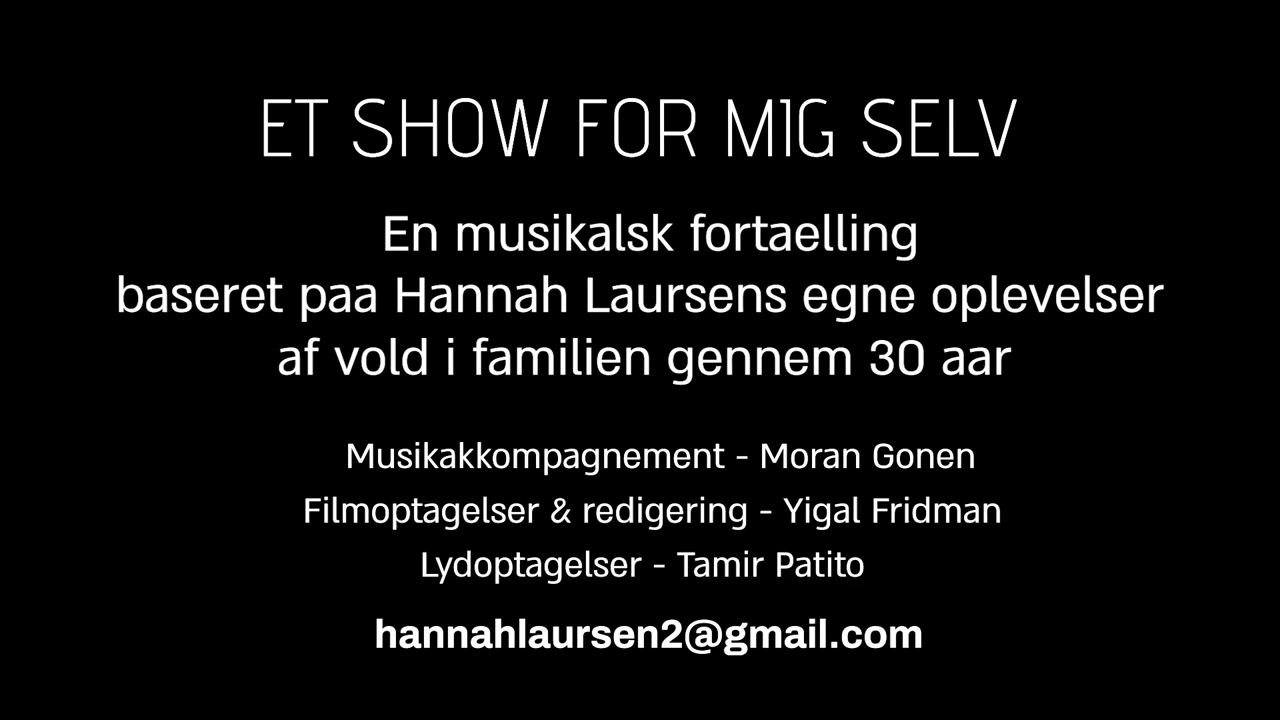 ET SHOW FOR MIG SELV
En musikalsk fortaelling
baseret paa Hannah Laursens egne oplevelser
af vold i familien gennem 30 aar
Musikakkompagnement - Moran Gonen
Filmoptagelser & redigering - Yigal Fridman
Lydoptagelser - Tamir Patito
hannahlaursen2@gmail.com